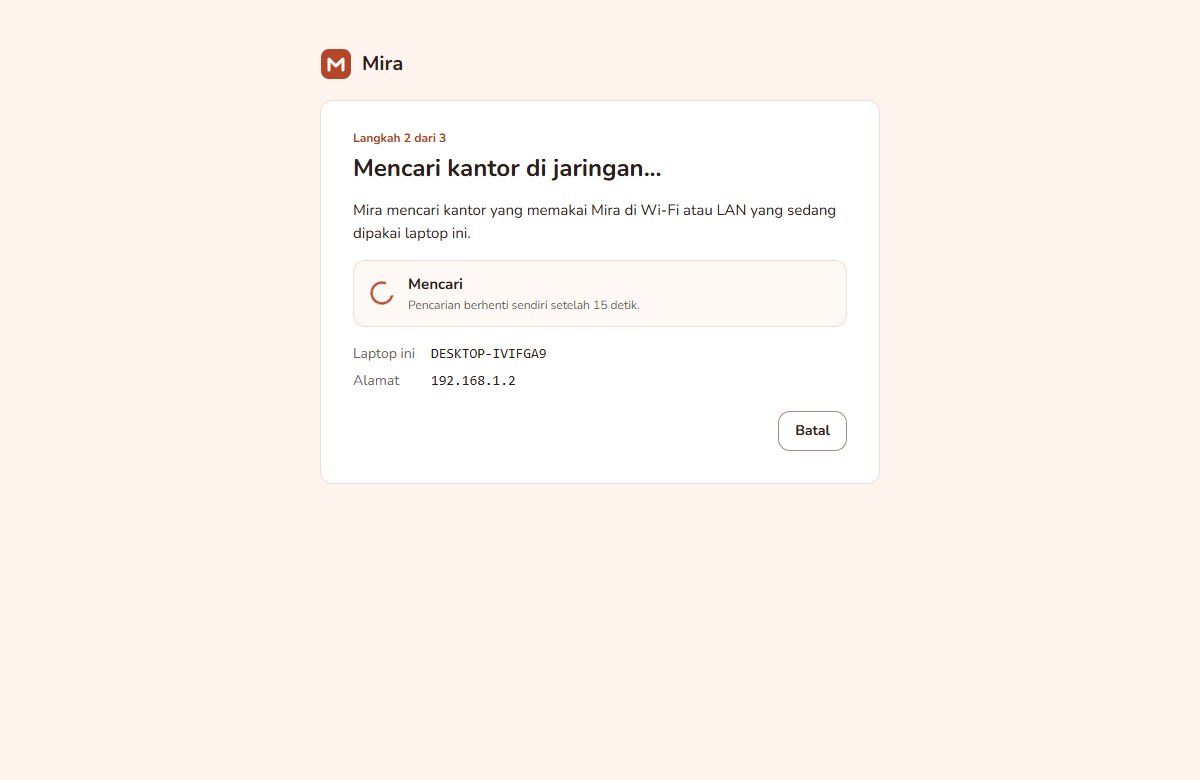 Mira
Langkah 2 dari 3
Mencari kantor di jaringan...
Mira mencari kantor yang memakai Mira di Wi-Fi atau LAN yang sedang
dipakai laptop ini.
Mencari
Pencarian berhenti sendiri setelah 15 detik.
Laptop ini DESKTOP-IVIFGA9
Alamat 192.168.1.2
Batal